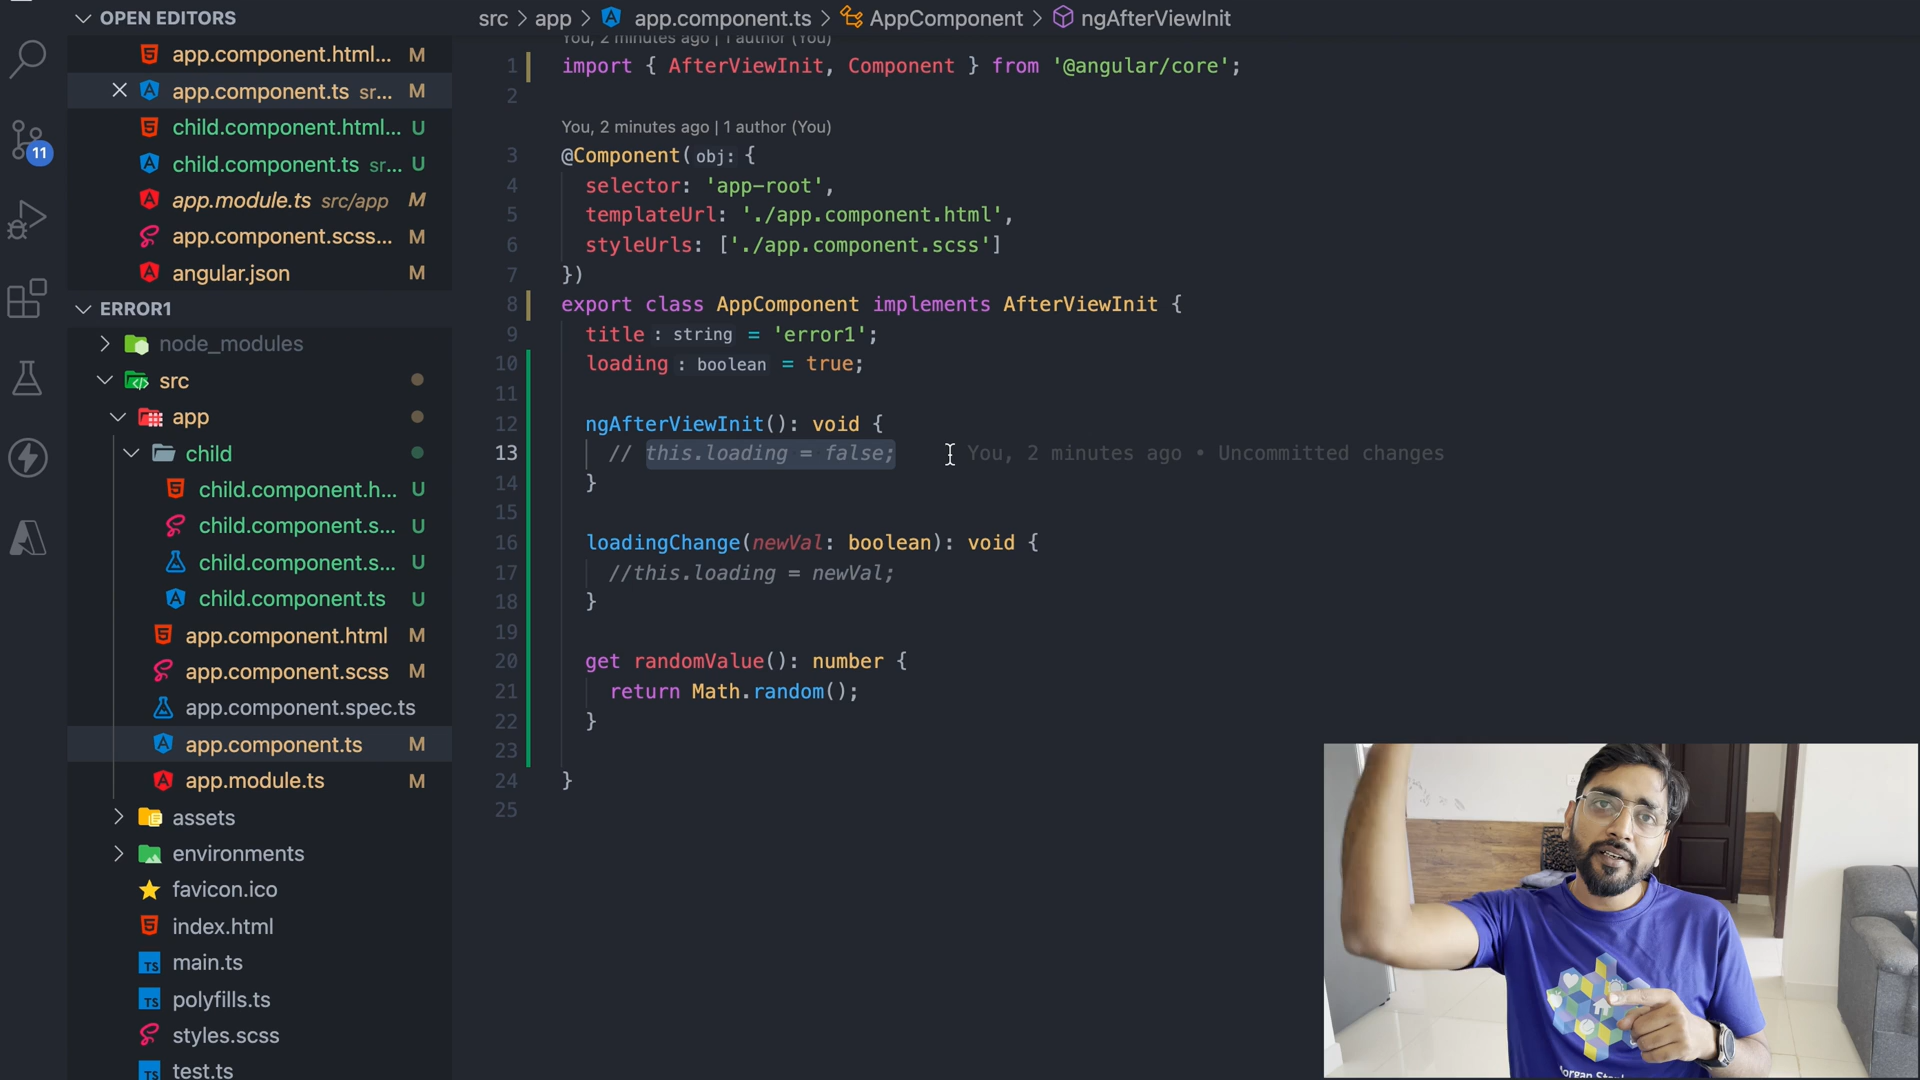 OPEN EDITORS
app.component.html... M
app.component.ts sr... M
child.component.html... U
child.component.ts sr... U
app.module.ts src/app M
app.component.scss... M
angular.json M
ERROR1
node_modules
src
app
child
child.component.h... U
child.component.s... U
child.component.s... U
child.component.ts U
app.component.html M
app.component.scss M
app.component.spec.ts
app.component.ts M
app.module.ts M
assets
environments
favicon.ico
index.html
main.ts
polyfills.ts
styles.scss
test.ts
11
src > app > app.component.ts > AppComponent > ngAfterViewInit
You, 2 minutes ago | 1 author (You)
1 import { AfterViewInit, Component } from '@angular/core';
2
You, 2 minutes ago | 1 author (You)
3 @Component( obj: {
4 selector: 'app-root',
5 templateUrl: './app.component.html',
6 styleUrls: ['./app.component.scss']
7 })
8 export class AppComponent implements AfterViewInit {
9 title : string = 'error1';
10 loading : boolean = true;
11
12 ngAfterViewInit(): void {
13 // this.loading = false; You, 2 minutes ago • Uncommitted changes
14 }
15
16 loadingChange(newVal: boolean): void {
17 //this.loading = newVal;
18 }
19
20 get randomValue(): number {
21 return Math.random();
22 }
23
24 }
25